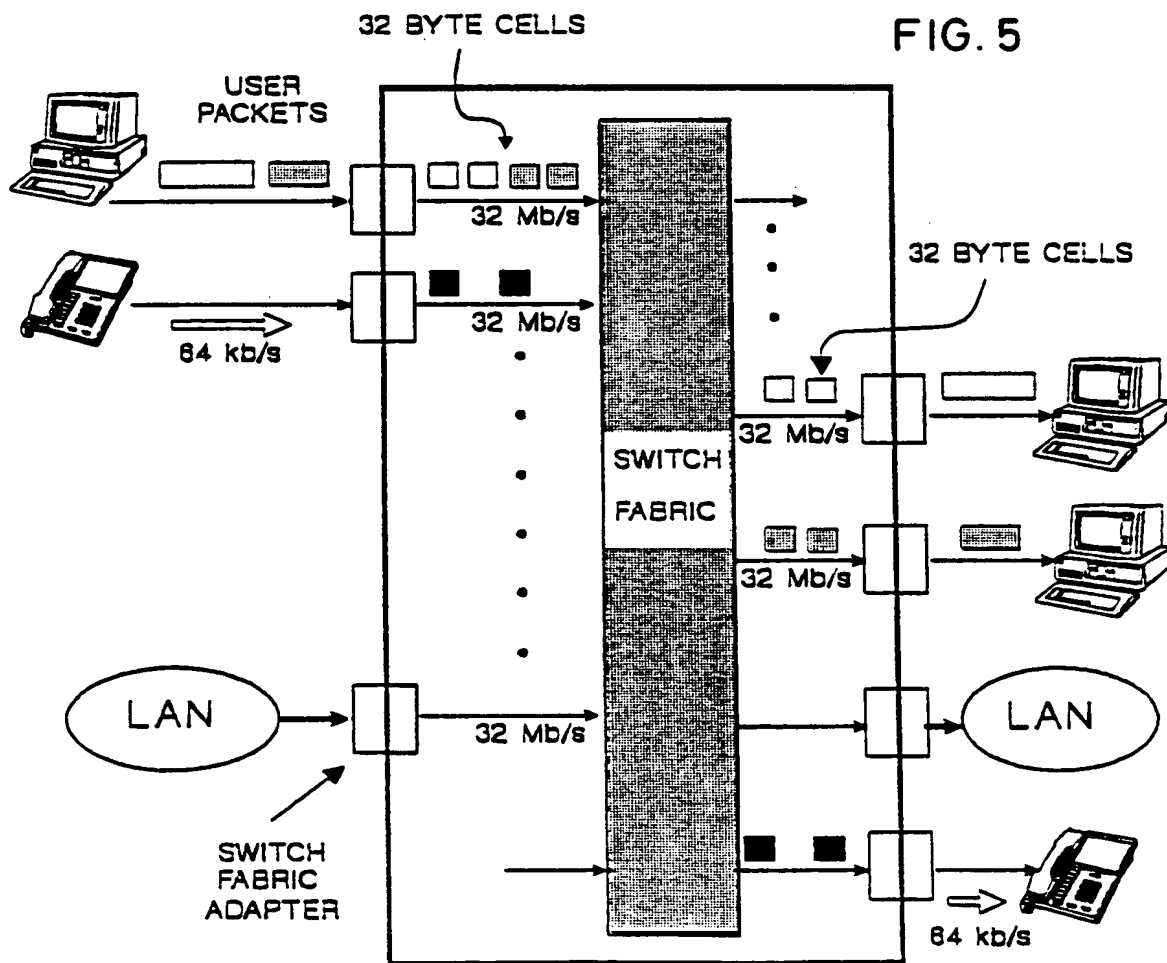 32 BYTE CELLS
FIG. 5
USER
PACKETS
32 Mb/s
32 BYTE CELLS
64 kb/s
32 Mb/s
32 Mb/s
SWITCH
FABRIC
32 Mb/s
LAN
32 Mb/s
LAN
SWITCH
FABRIC
ADAPTER
64 kb/s